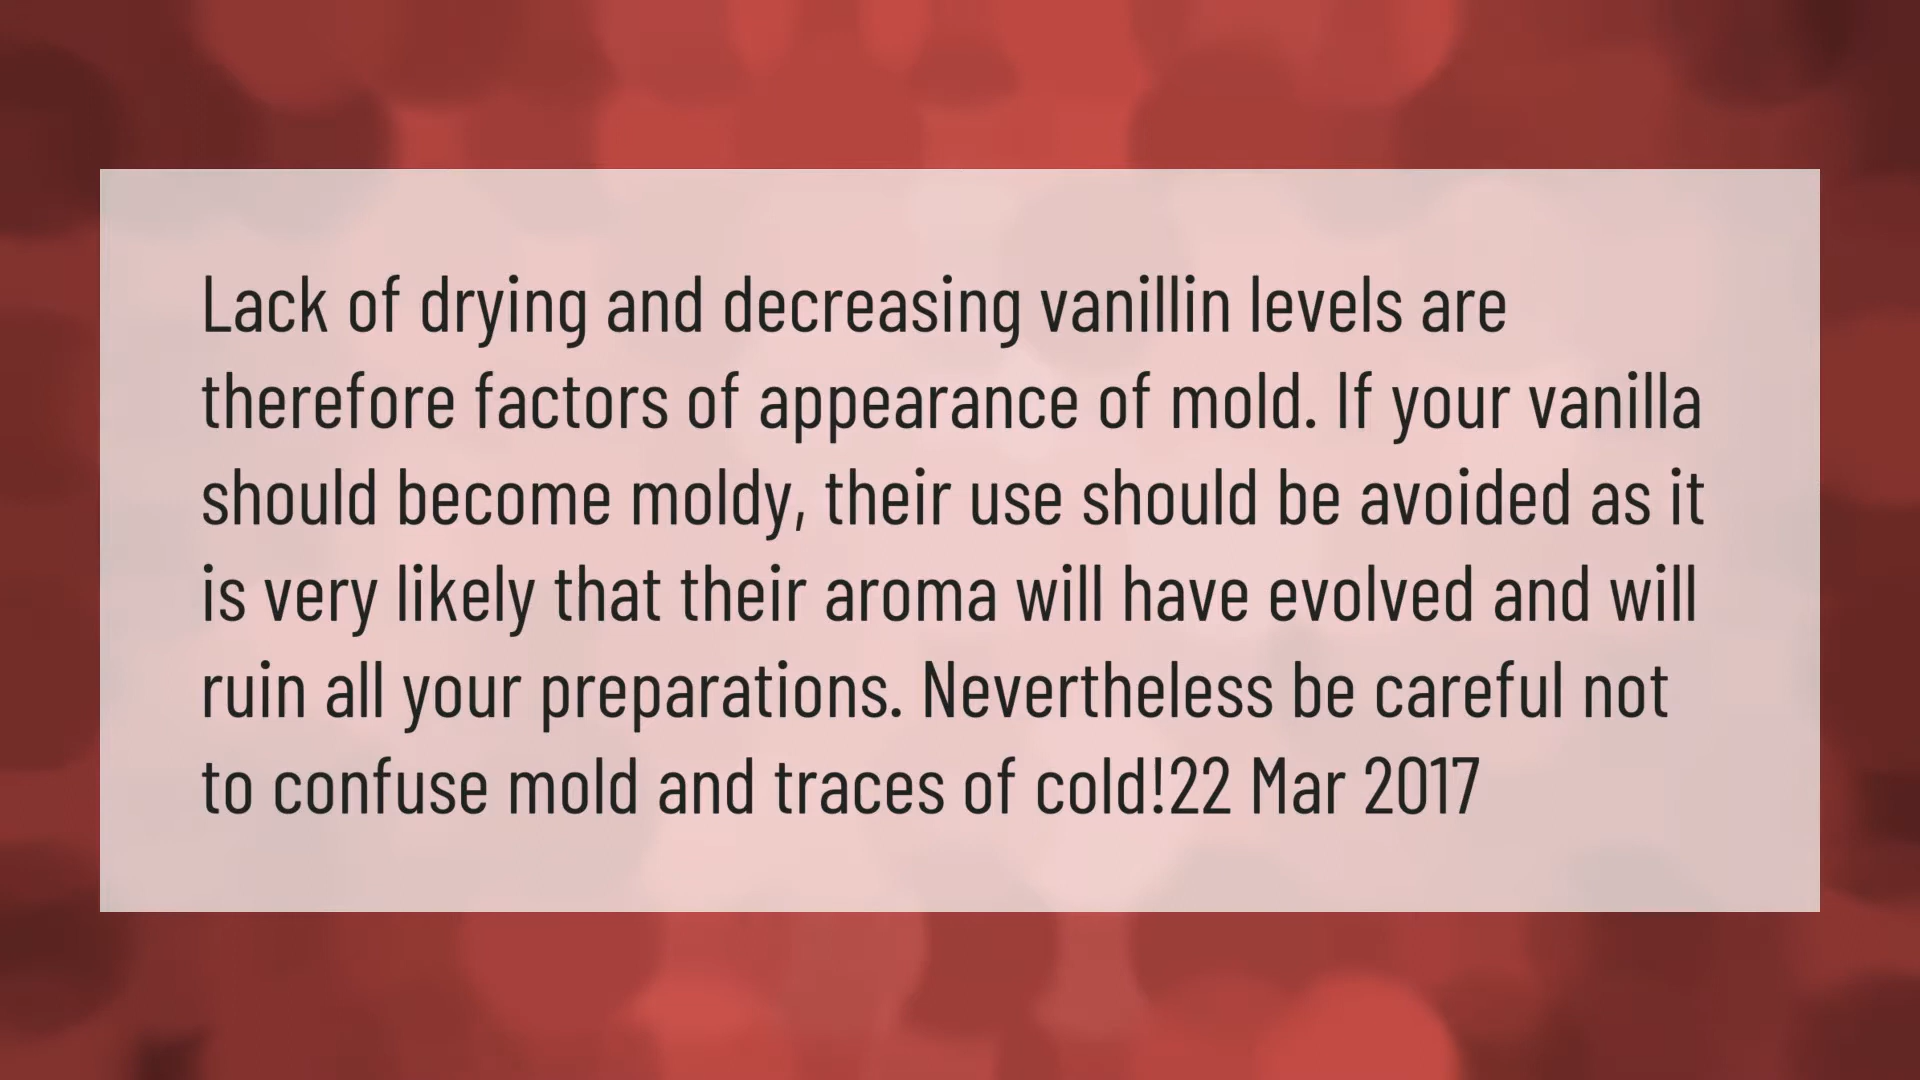 Lack of drying and decreasing vanillin levels are
therefore factors of appearance of mold. If your vanilla
should become moldy, their use should be avoided as it
is very likely that their aroma will have evolved and will
ruin all your preparations. Nevertheless be careful not
to confuse mold and traces of cold!22 Mar 2017